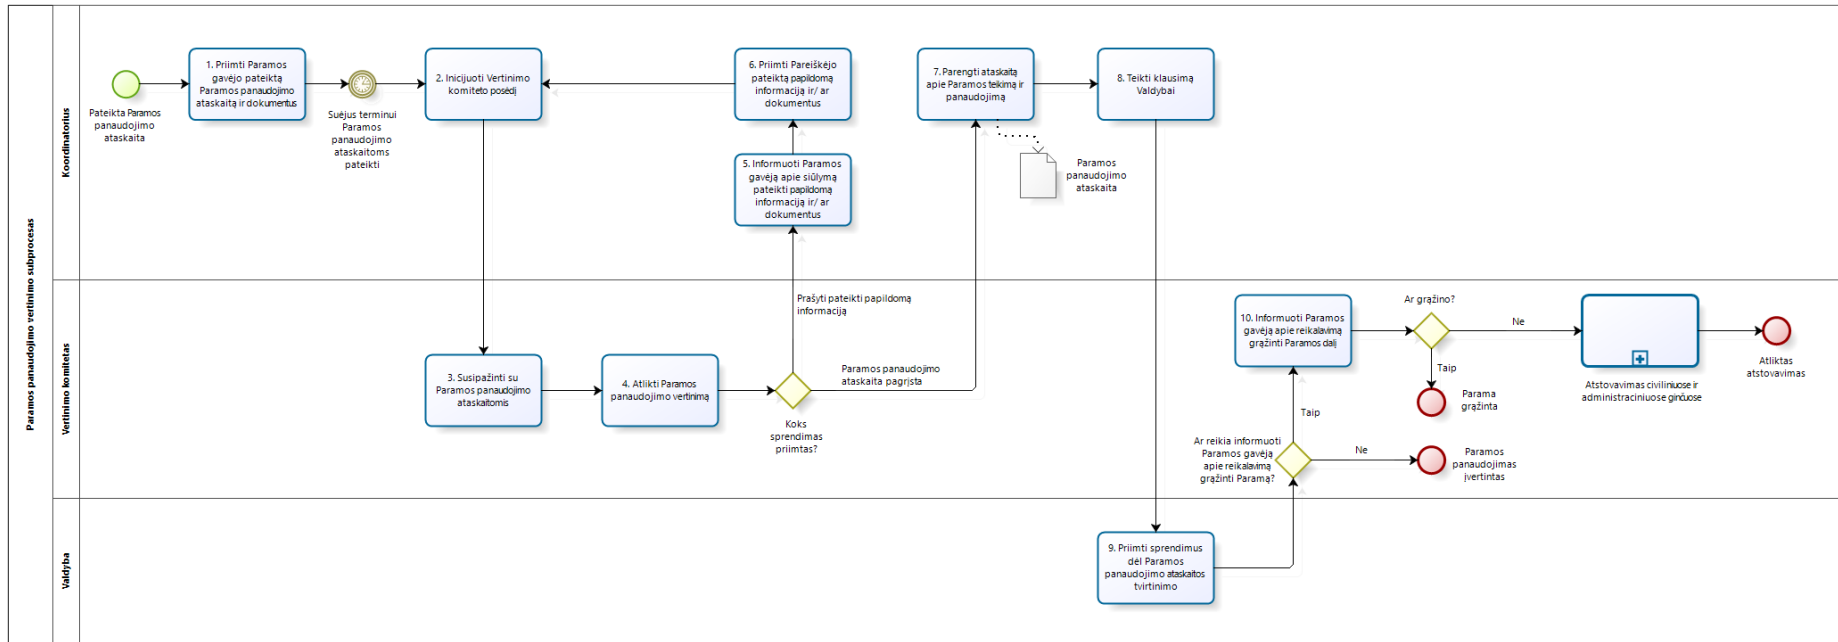 Paramos panaudojimo vertinimo subprocesas
Koordinatorius
Pateikta Paramos
panaudojimo
ataskaita
1. Priimti Paramos
gavėjo pateiktą
Paramos panaudojimo
ataskaitą ir dokumentus
Suėjus terminui
Paramos
panaudojimo
ataskaitoms
pateikti
2. Inicijuoti Vertinimo
komiteto posėdį
6. Priimti Pareiškėjo
pateiktą papildomą
informaciją ir/ ar
dokumentus
5. Informuoti Paramos
gavėją apie siūlymą
pateikti papildomą
informaciją ir/ ar
dokumentus
7. Parengti ataskaitą
apie Paramos teikimą ir
panaudojimą
Paramos
panaudojimo
ataskaita
8. Teikti klausimą
Valdybai
Vertinimo komitetas
3. Susipažinti su
Paramos panaudojimo
ataskaitomis
4. Atlikti Paramos
panaudojimo vertinimą
Koks
sprendimas
priimtas?
Prašyti pateikti papildomą
informaciją
Paramos panaudojimo
ataskaita pagrįsta
10. Informuoti Paramos
gavėją apie reikalavimą
grąžinti Paramos dalį
Ar grąžino?
Ne
Taip
Parama
grąžinta
Atstovavimas civiliniuose ir
administraciniuose ginčuose
Atliktas
atstovavimas
Taip
Ar reikia informuoti
Paramos gavėją
apie reikalavimą
grąžinti Paramą?
Ne
Paramos
panaudojimas
įvertintas
Valdyba
9. Priimti sprendimus
dėl Paramos
panaudojimo ataskaitos
tvirtinimo